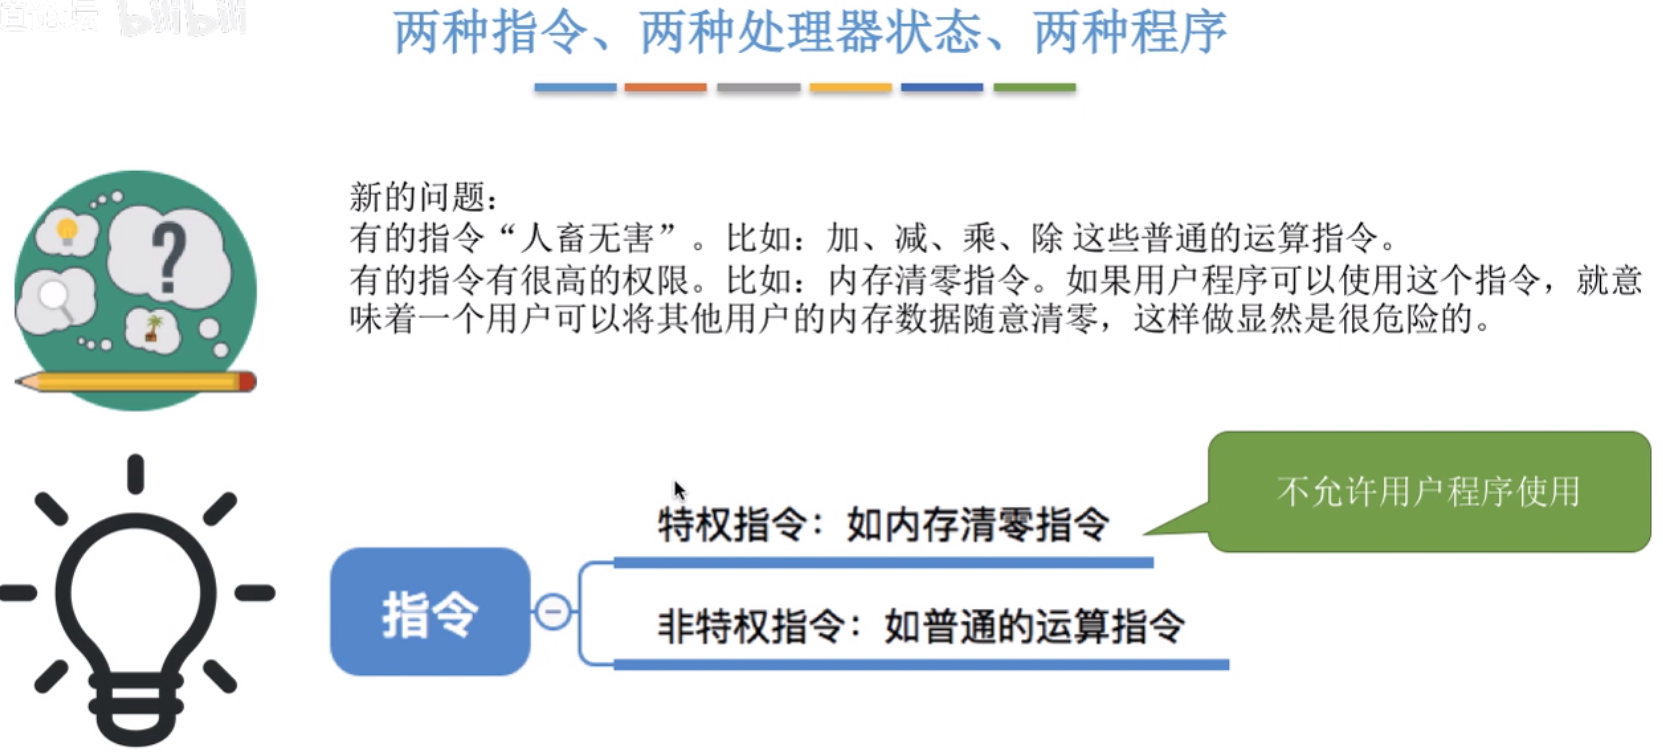 道论坛 bilibili
两种指令、两种处理器状态、两种程序
?
新的问题：
有的指令“人畜无害”。比如：加、减、乘、除 这些普通的运算指令。
有的指令有很高的权限。比如：内存清零指令。如果用户程序可以使用这个指令，就意
味着一个用户可以将其他用户的内存数据随意清零，这样做显然是很危险的。
不允许用户程序使用
特权指令：如内存清零指令
指令
非特权指令：如普通的运算指令